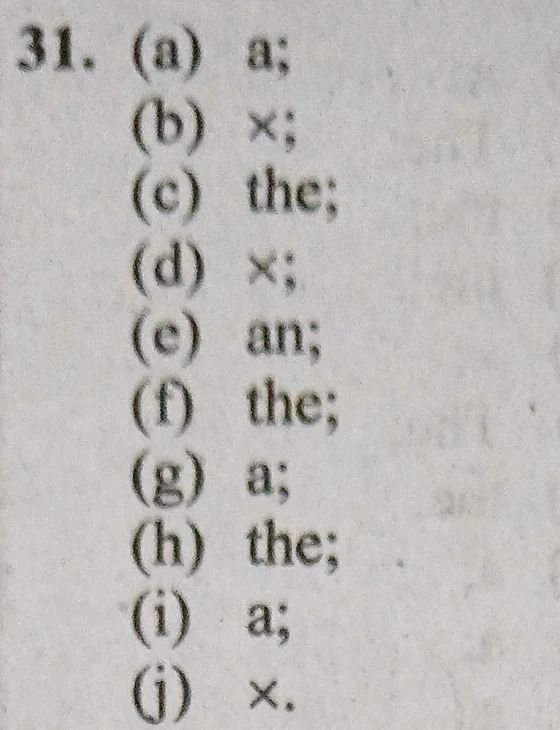 31. (a) a;
(b) ×;
(c) the;
(d) ×;
(e) an;
(f) the;
(g) a;
(h) the;
(i) a;
(j) ×.